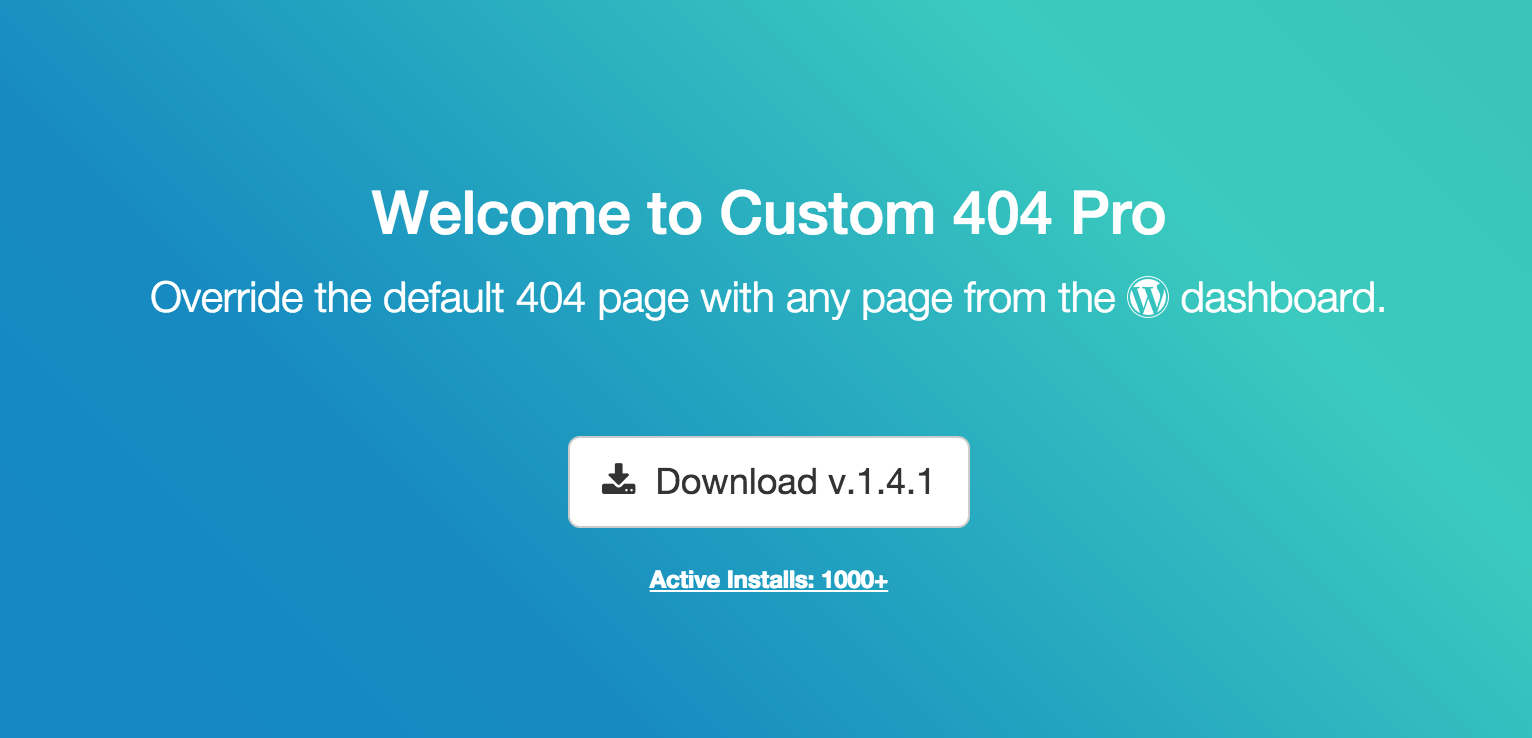 Welcome to Custom 404 Pro
Override the default 404 page with any page from the dashboard.
Download v.1.4.1
Active Installs: 1000+